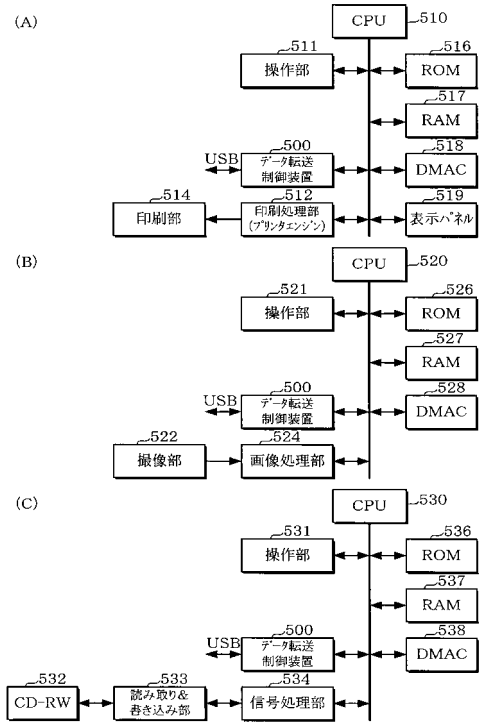 (A)
CPU
510
511
操作部
516
ROM
517
RAM
USB
500
データ転送
制御装置
518
DMAC
514
印刷部
512
印刷処理部
(プリンタエンジン)
519
表示パネル
(B)
CPU
520
521
操作部
526
ROM
527
RAM
USB
500
データ転送
制御装置
528
DMAC
522
撮像部
524
画像処理部
(C)
CPU
530
531
操作部
536
ROM
537
RAM
USB
500
データ転送
制御装置
538
DMAC
532
CD-RW
533
読み取り&
書き込み部
534
信号処理部